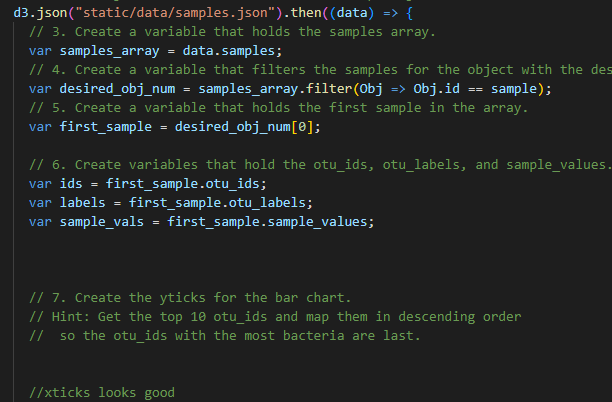 d3.json("static/data/samples.json").then((data) => {
// 3. Create a variable that holds the samples array.
var samples_array = data.samples;
// 4. Create a variable that filters the samples for the object with the des
var desired_obj_num = samples_array.filter(Obj => Obj.id == sample);
// 5. Create a variable that holds the first sample in the array.
var first_sample = desired_obj_num[0];
// 6. Create variables that hold the otu_ids, otu_labels, and sample_values.
var ids = first_sample.otu_ids;
var labels = first_sample.otu_labels;
var sample_vals = first_sample.sample_values;
// 7. Create the yticks for the bar chart.
// Hint: Get the top 10 otu_ids and map them in descending order
//  so the otu_ids with the most bacteria are last.
//xticks looks good